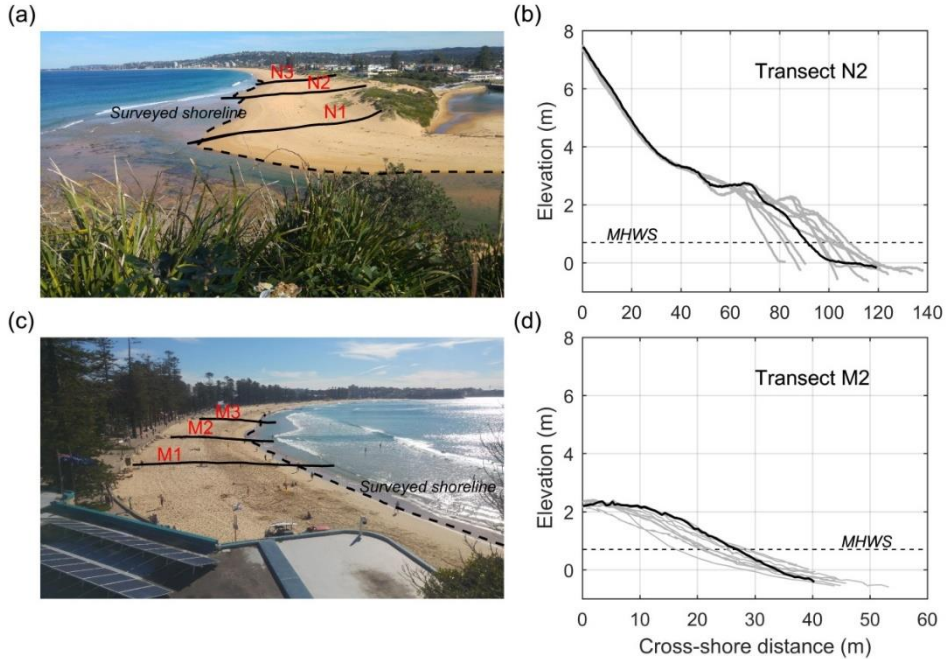 (a)
N3
N2
N1
Surveyed shoreline
(b)
8
6
4
2
0
Elevation (m)
Transect N2
MHWS
0 20 40 60 80 100 120 140
(c)
M3
M2
M1
Surveyed shoreline
(d)
8
6
4
2
0
Elevation (m)
Transect M2
MHWS
0 10 20 30 40 50 60
Cross-shore distance (m)